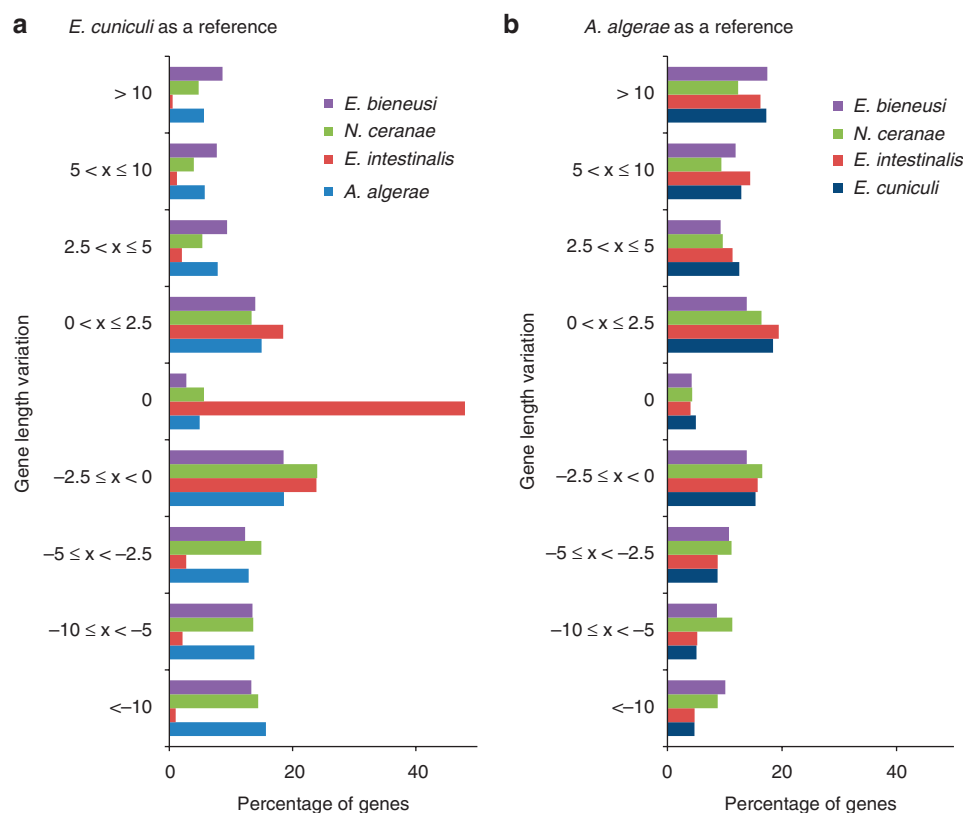 a E. cuniculi as a reference
> 10
5 < x ≤ 10
2.5 < x ≤ 5
0 < x ≤ 2.5
0
–2.5 ≤ x < 0
–5 ≤ x < –2.5
–10 ≤ x < –5
<–10
Gene length variation
E. bieneusi
N. ceranae
E. intestinalis
A. algerae
0 20 40
Percentage of genes
b A. algerae as a reference
> 10
5 < x ≤ 10
2.5 < x ≤ 5
0 < x ≤ 2.5
0
–2.5 ≤ x < 0
–5 ≤ x < –2.5
–10 ≤ x < –5
<–10
Gene length variation
E. bieneusi
N. ceranae
E. intestinalis
E. cuniculi
0 20 40
Percentage of genes